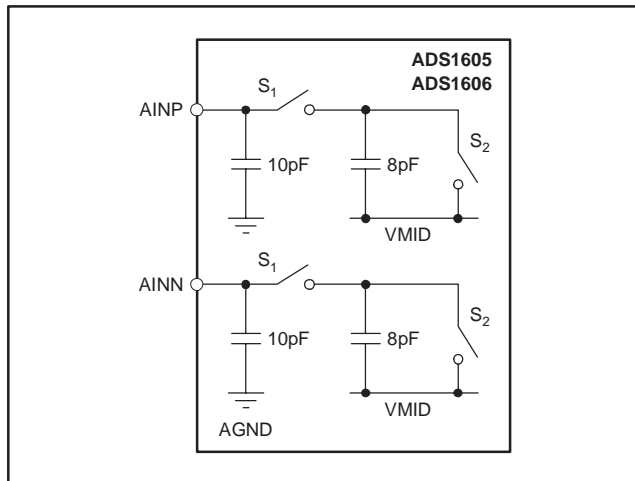 ADS1605
ADS1606
S1
AINP
S2
10pF
8pF
VMID
S1
AINN
S2
10pF
8pF
VMID
AGND